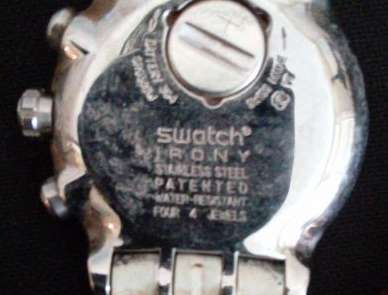 swatch®
IRONY
STAINLESS STEEL
PATENTED
WATER-RESISTANT
FOUR 4 JEWELS